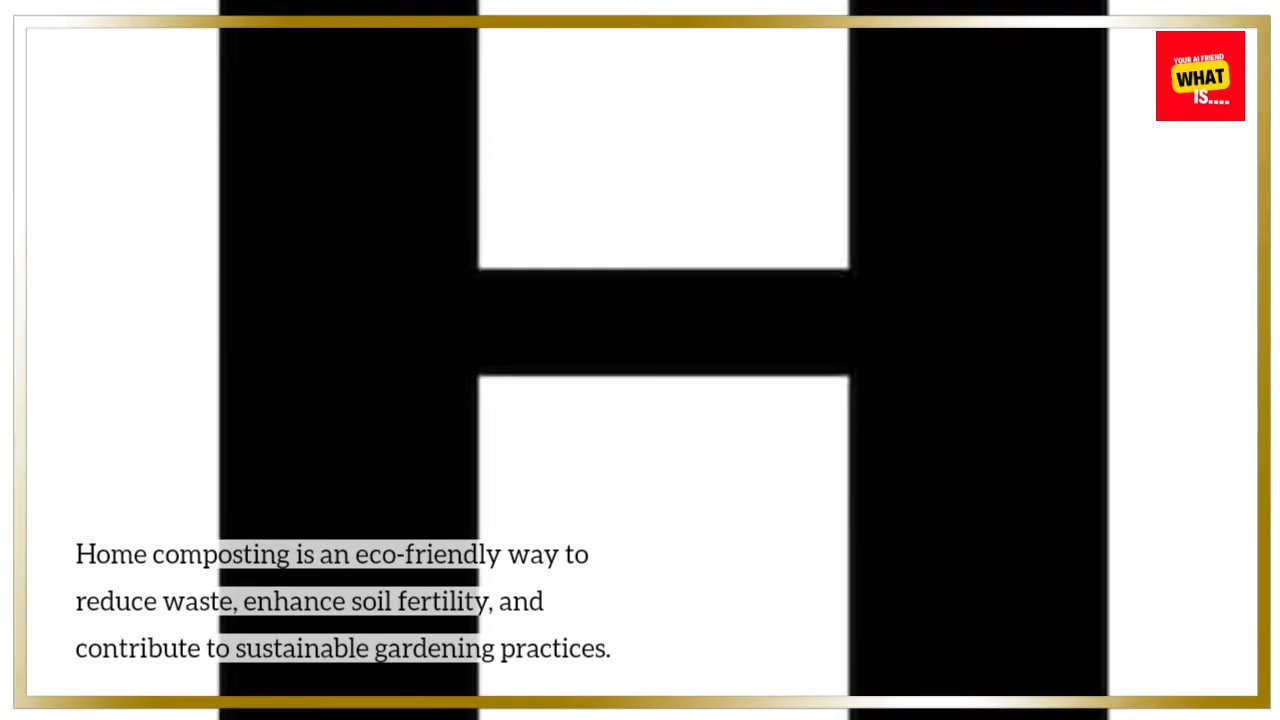 H
YOUR AI FRIEND
WHAT
IS....
Home composting is an eco-friendly way to
reduce waste, enhance soil fertility, and
contribute to sustainable gardening practices.